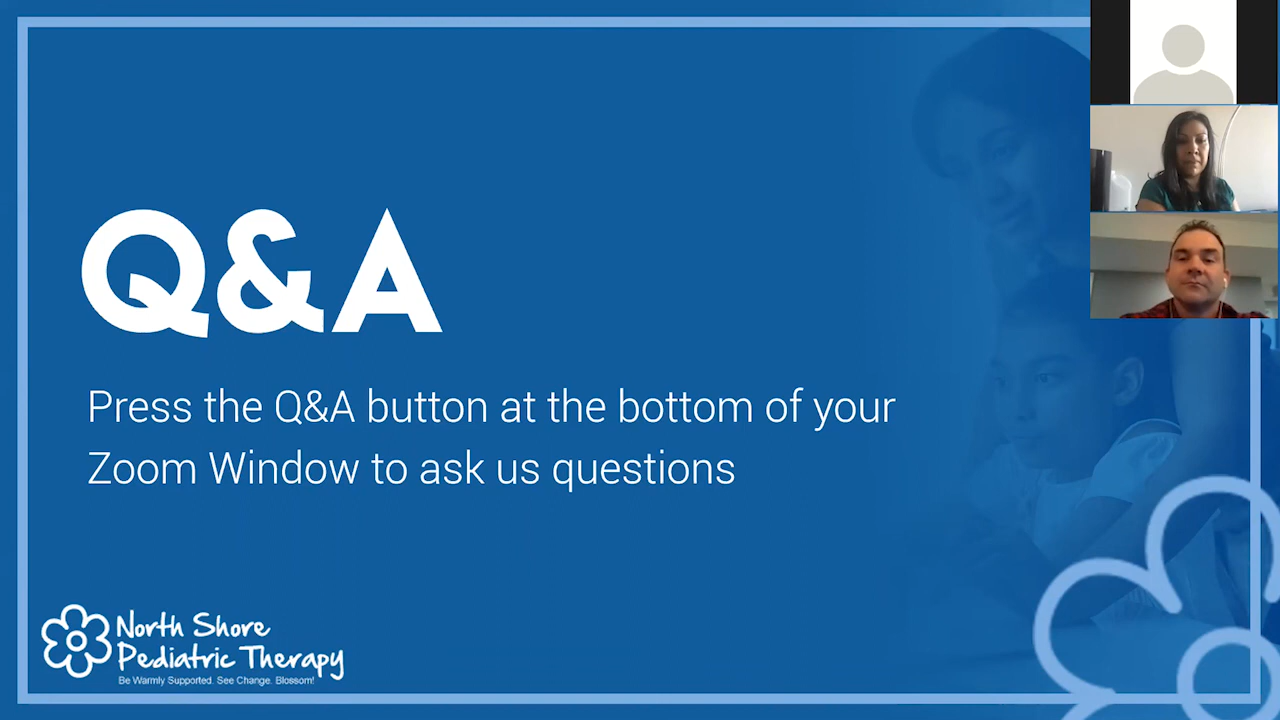 Q&A
Press the Q&A button at the bottom of your
Zoom Window to ask us questions
North Shore
Pediatric Therapy
Be Warmly Supported. See Change. Blossom!